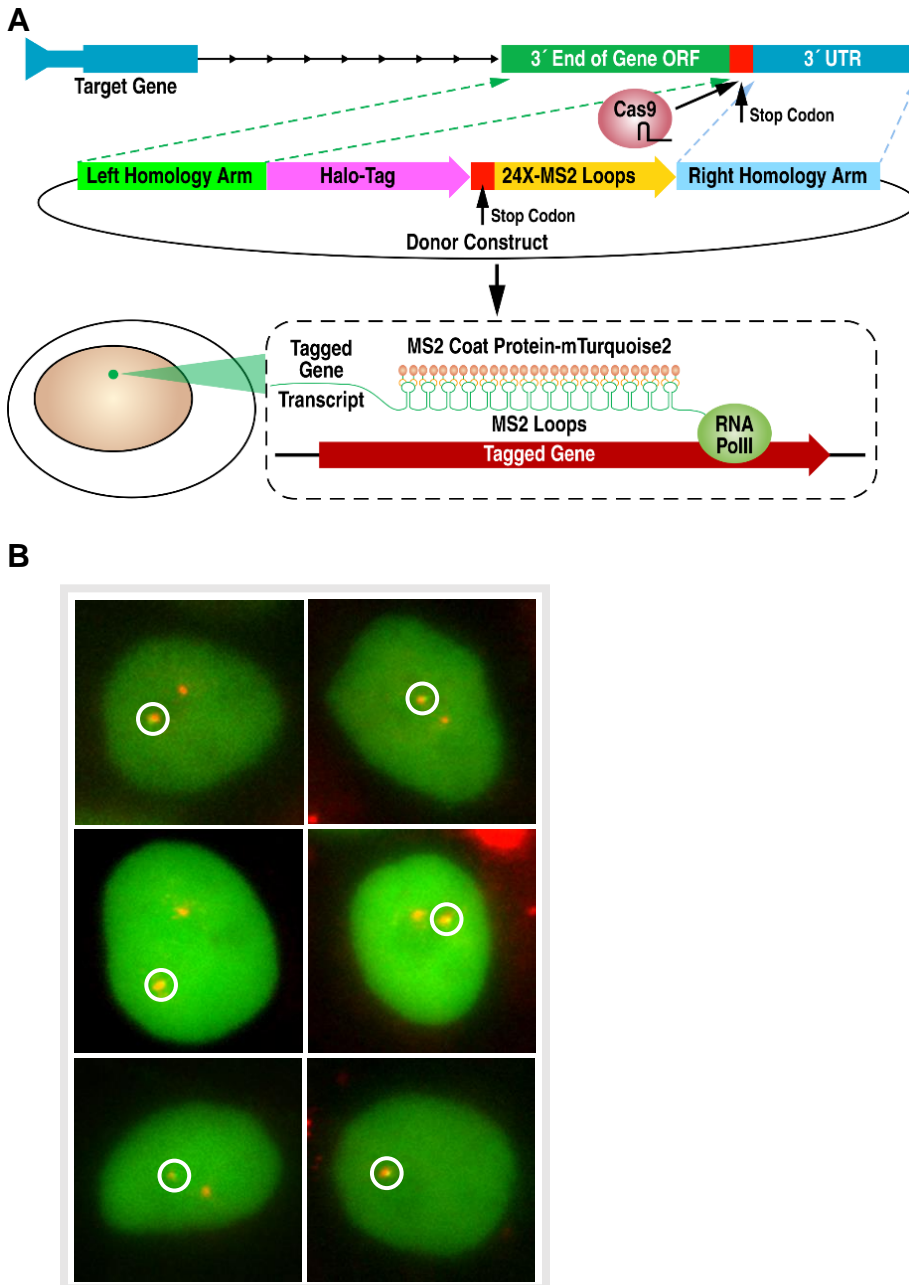 A
3´ End of Gene ORF
3´ UTR
Target Gene
Cas9
Stop Codon
Left Homology Arm
Halo-Tag
24X-MS2 Loops
Right Homology Arm
Stop Codon
Donor Construct
Tagged
Gene
Transcript
MS2 Coat Protein-mTurquoise2
MS2 Loops
RNA
PolII
Tagged Gene
B